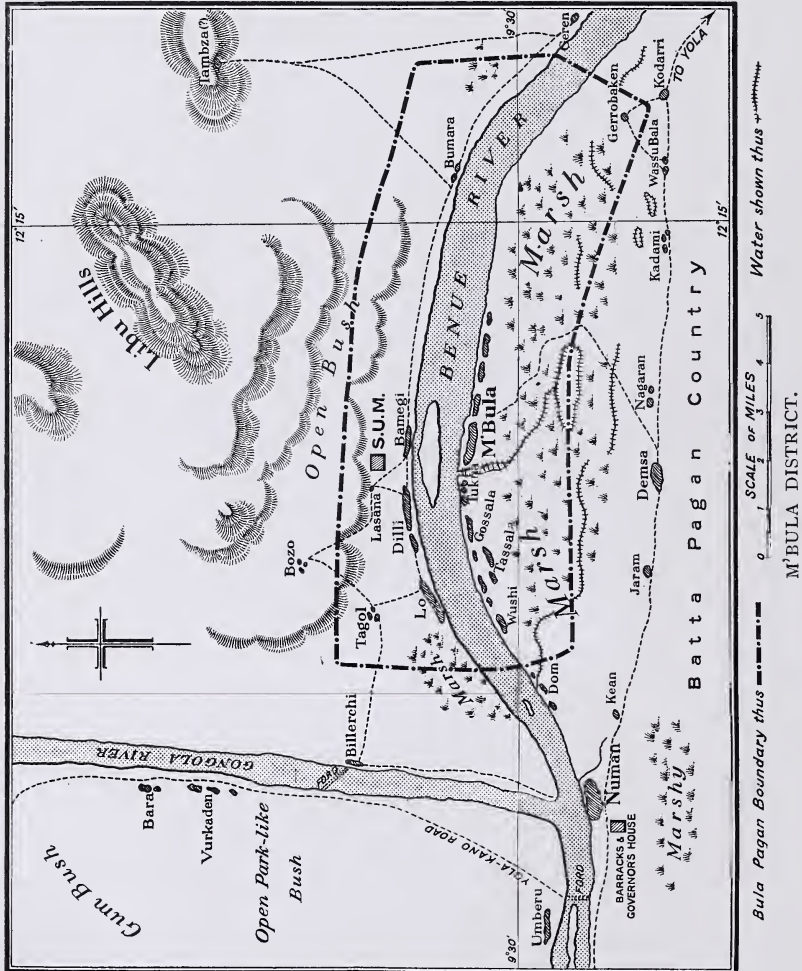 9°30'
12°15'
Tambza(?)
Geren
Libu Hills
Open Bush
Bumara
BENUE RIVER
Gerrobaken
Kodarri
TO YOLA
Wassu Bala
Kadami
12°15'
Marsh
Bozo
Lasana
S.U.M.
Bamegi
Dilli
M'Bula
Gossala
Tassala
Nagaran
Demsa
Tagol
Lo
Wushi
Marsh
Jaram
Marsh
Dom
Kean
Billerchi
FORD
GONGOLA RIVER
Bara
Vurkaden
Gum Bush
Open Park-like
Bush
YOLA-KANO ROAD
Umberu
FORD
Numan
BARRACKS &
GOVERNORS HOUSE
Marshy
9°30'
Batta Pagan Country
Bula Pagan Boundary thus
SCALE OF MILES
0 1 2 3 4 5
Water shown thus
M'BULA DISTRICT.